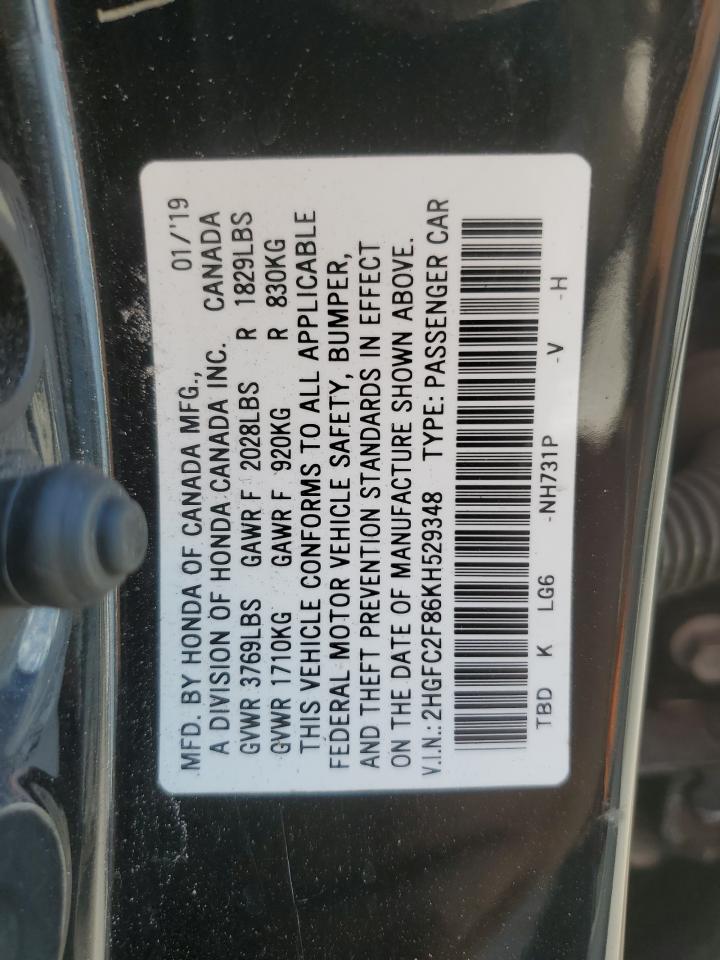 MFD. BY HONDA OF CANADA MFG., 01/'19
A DIVISION OF HONDA CANADA INC. CANADA
GVWR 3769LBS GAWR F 2028LBS R 1829LBS
GVWR 1710KG GAWR F 920KG R 830KG
THIS VEHICLE CONFORMS TO ALL APPLICABLE
FEDERAL MOTOR VEHICLE SAFETY, BUMPER,
AND THEFT PREVENTION STANDARDS IN EFFECT
ON THE DATE OF MANUFACTURE SHOWN ABOVE.
V.I.N.: 2HGFC2F86KH529348 TYPE: PASSENGER CAR
TBD K LG6 -NH731P -V -H